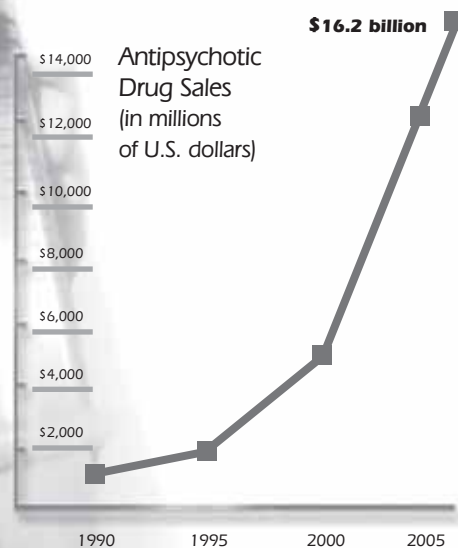 $16.2 billion
Antipsychotic
Drug Sales
(in millions
of U.S. dollars)
$14,000
$12,000
$10,000
$8,000
$6,000
$4,000
$2,000
1990 1995 2000 2005